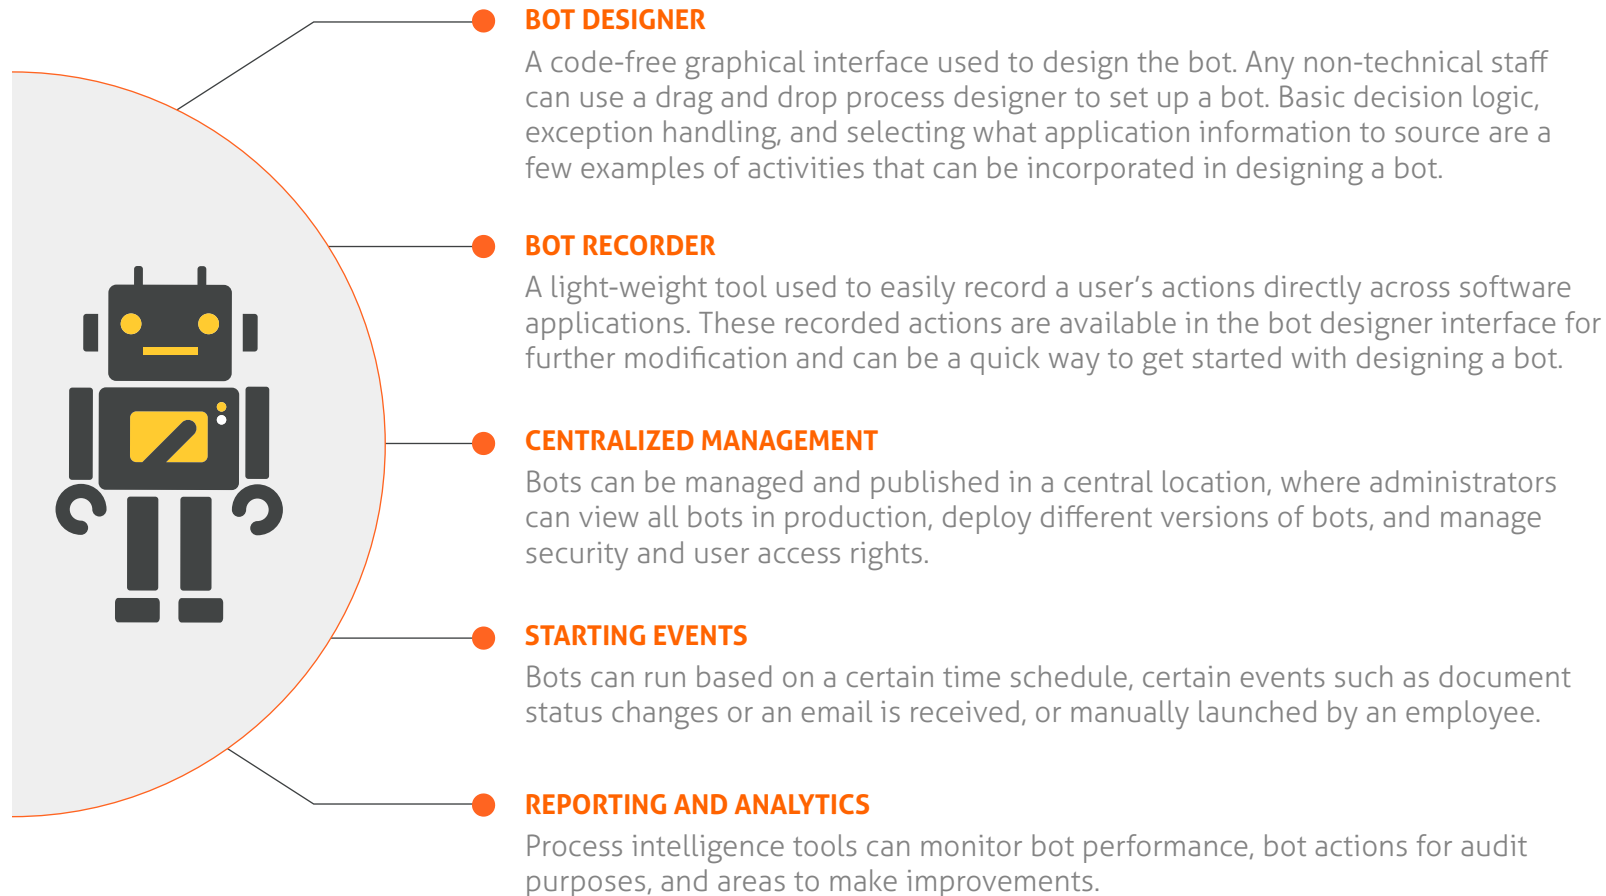 BOT DESIGNER
A code-free graphical interface used to design the bot. Any non-technical staff
can use a drag and drop process designer to set up a bot. Basic decision logic,
exception handling, and selecting what application information to source are a
few examples of activities that can be incorporated in designing a bot.
BOT RECORDER
A light-weight tool used to easily record a user’s actions directly across software
applications. These recorded actions are available in the bot designer interface for
further modification and can be a quick way to get started with designing a bot.
CENTRALIZED MANAGEMENT
Bots can be managed and published in a central location, where administrators
can view all bots in production, deploy different versions of bots, and manage
security and user access rights.
STARTING EVENTS
Bots can run based on a certain time schedule, certain events such as document
status changes or an email is received, or manually launched by an employee.
REPORTING AND ANALYTICS
Process intelligence tools can monitor bot performance, bot actions for audit
purposes, and areas to make improvements.